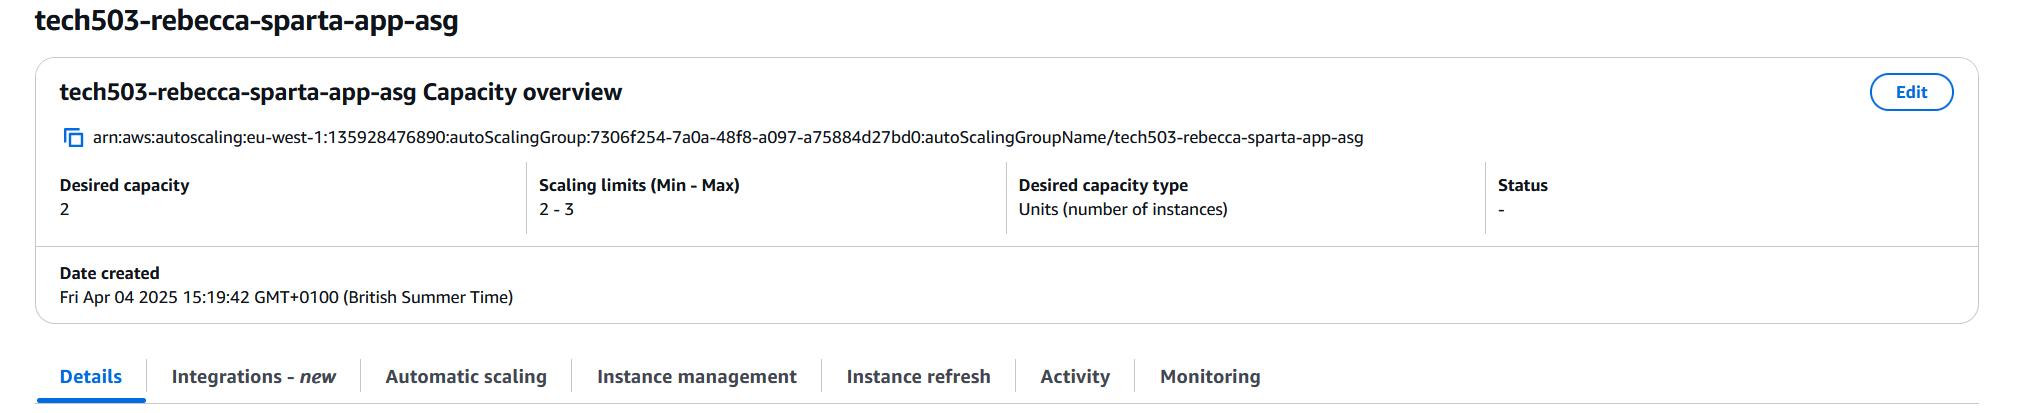 tech503-rebecca-sparta-app-asg
tech503-rebecca-sparta-app-asg Capacity overview
Edit
arn:aws:autoscaling:eu-west-1:135928476890:autoScalingGroup:7306f254-7a0a-48f8-a097-a75884d27bd0:autoScalingGroupName/tech503-rebecca-sparta-app-asg
Desired capacity
2
Scaling limits (Min - Max)
2 - 3
Desired capacity type
Units (number of instances)
Status
-
Date created
Fri Apr 04 2025 15:19:42 GMT+0100 (British Summer Time)
Details
Integrations - new
Automatic scaling
Instance management
Instance refresh
Activity
Monitoring